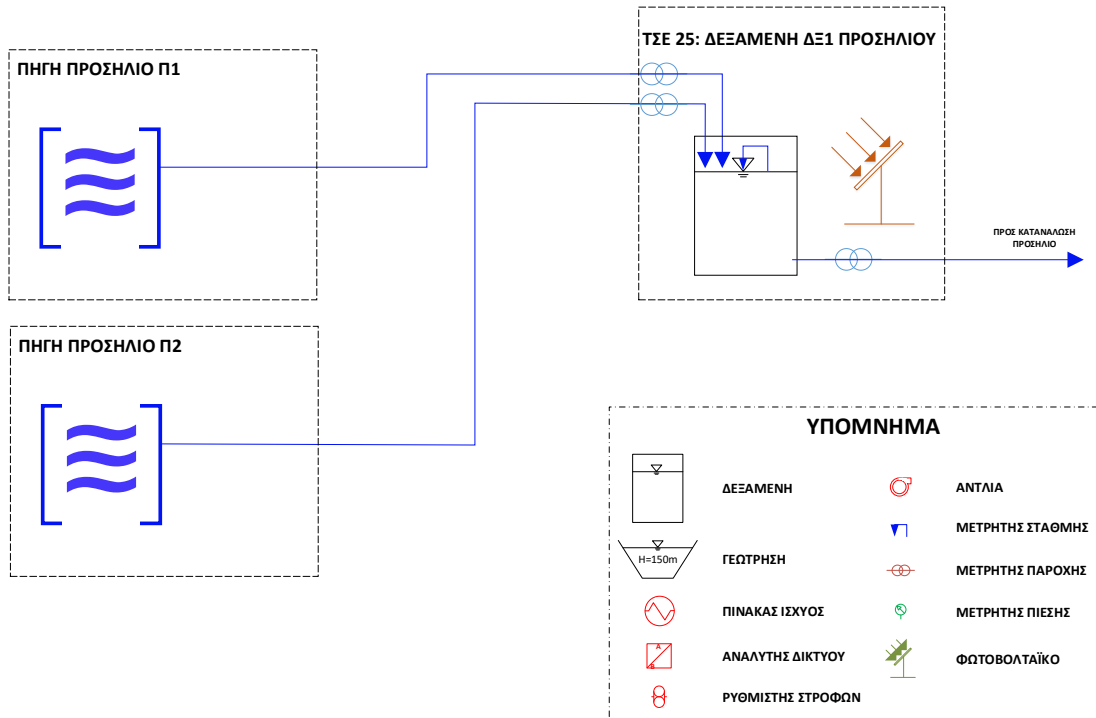 ΠΗΓΗ ΠΡΟΣΗΛΙΟ Π1
ΤΣΕ 25: ΔΕΞΑΜΕΝΗ ΔΞ1 ΠΡΟΣΗΛΙΟΥ
ΠΡΟΣ ΚΑΤΑΝΑΛΩΣΗ
ΠΡΟΣΗΛΙΟ
ΠΗΓΗ ΠΡΟΣΗΛΙΟ Π2
ΥΠΟΜΝΗΜΑ
ΔΕΞΑΜΕΝΗ
H=150m
ΓΕΩΤΡΗΣΗ
ΠΙΝΑΚΑΣ ΙΣΧΥΟΣ
A
B
ΑΝΑΛΥΤΗΣ ΔΙΚΤΥΟΥ
ΡΥΘΜΙΣΤΗΣ ΣΤΡΟΦΩΝ
ΑΝΤΛΙΑ
ΜΕΤΡΗΤΗΣ ΣΤΑΘΜΗΣ
ΜΕΤΡΗΤΗΣ ΠΑΡΟΧΗΣ
ΜΕΤΡΗΤΗΣ ΠΙΕΣΗΣ
ΦΩΤΟΒΟΛΤΑΪΚΟ